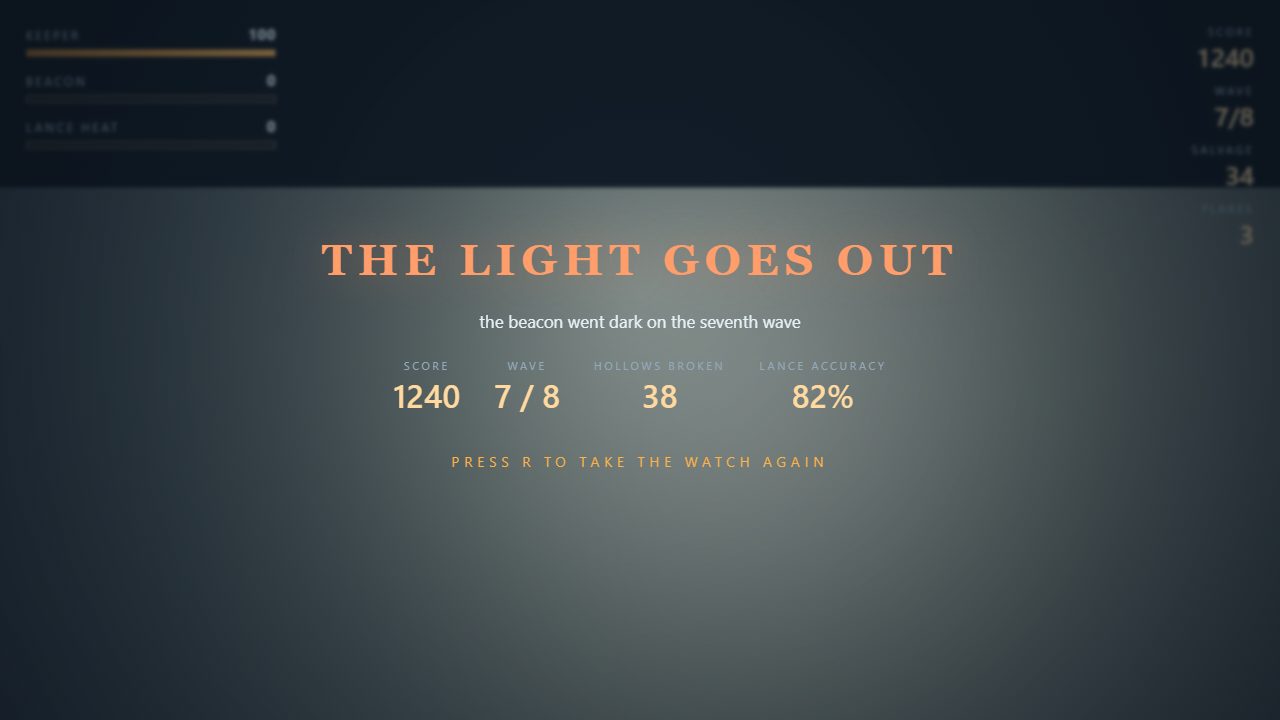 KEEPER 100
BEACON 0
LANCE HEAT 0
SCORE
1240
WAVE
7/8
SALVAGE
34
FLARES
3
THE LIGHT GOES OUT
the beacon went dark on the seventh wave
SCORE WAVE HOLLOWS BROKEN LANCE ACCURACY
1240 7 / 8 38 82%
PRESS R TO TAKE THE WATCH AGAIN